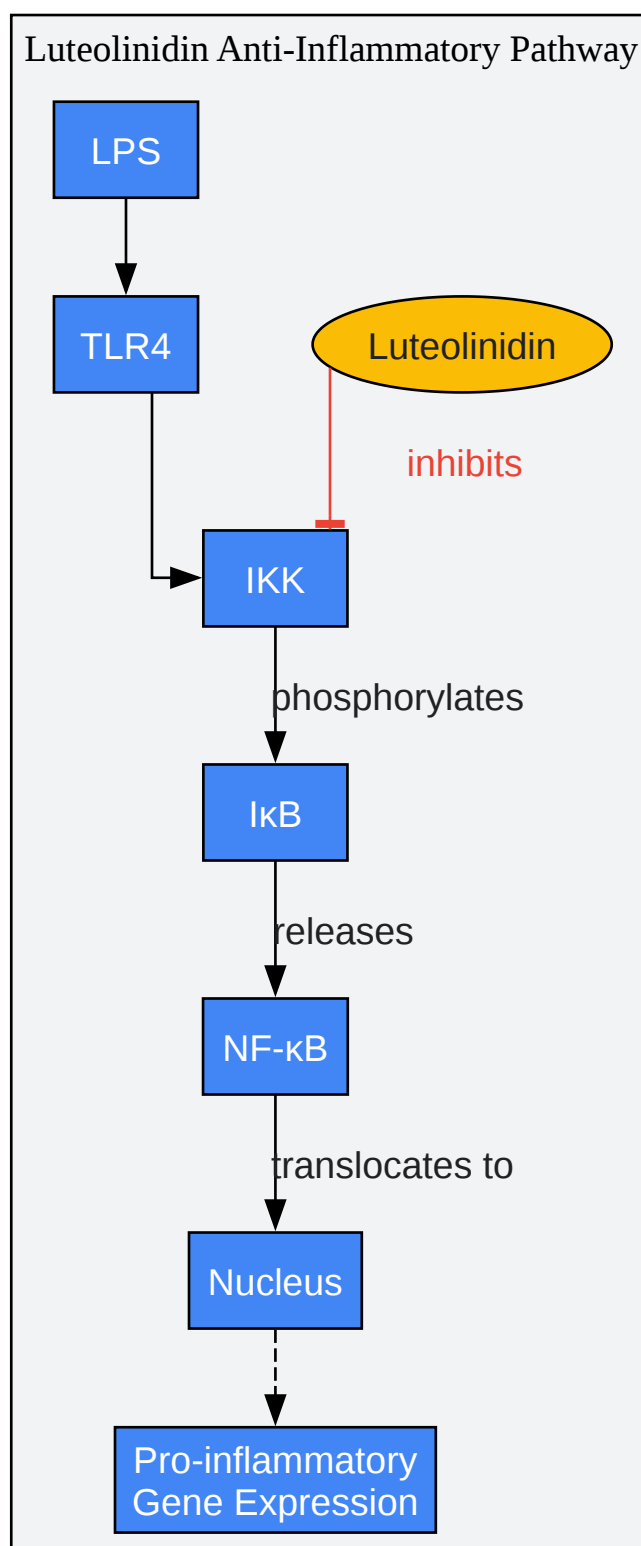 Luteolinidin Anti-Inflammatory Pathway
LPS
TLR4
Luteolinidin
inhibits
IKK
phosphorylates
IκB
releases
NF-κB
translocates to
Nucleus
Pro-inflammatory
Gene Expression